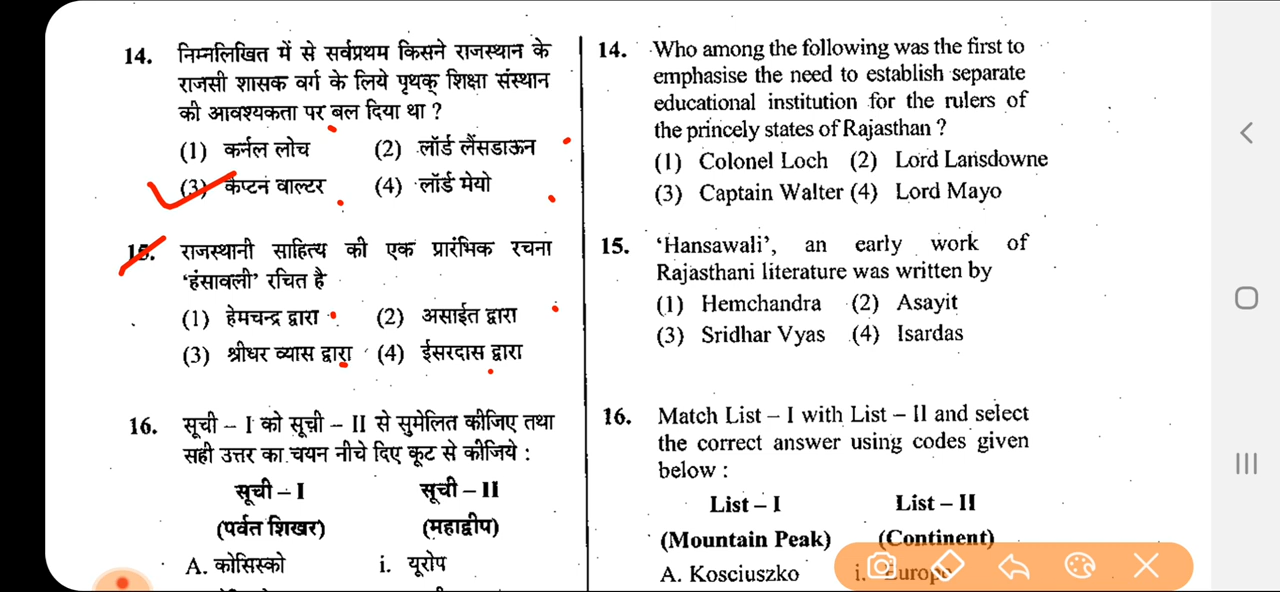 14. निम्नलिखित में से सर्वप्रथम किसने राजस्थान के
राजसी शासक वर्ग के लिये पृथक् शिक्षा संस्थान
की आवश्यकता पर बल दिया था ?
(1) कर्नल लोच (2) लॉर्ड लैंसडाऊन
(3) कैप्टन वाल्टर (4) लॉर्ड मेयो
15. राजस्थानी साहित्य की एक प्रारंभिक रचना
‘हंसावली’ रचित है
(1) हेमचन्द्र द्वारा (2) असाईत द्वारा
(3) श्रीधर व्यास द्वारा (4) ईसरदास द्वारा
16. सूची – I को सूची – II से सुमेलित कीजिए तथा
सही उत्तर का चयन नीचे दिए कूट से कीजिये :
सूची – I सूची – II
(पर्वत शिखर) (महाद्वीप)
A. कोसिस्को i. यूरोप
14. Who among the following was the first to
emphasise the need to establish separate
educational institution for the rulers of
the princely states of Rajasthan ?
(1) Colonel Loch (2) Lord Lansdowne
(3) Captain Walter (4) Lord Mayo
15. ‘Hansawali’, an early work of
Rajasthani literature was written by
(1) Hemchandra (2) Asayit
(3) Sridhar Vyas (4) Isardas
16. Match List – I with List – II and select
the correct answer using codes given
below :
List – I List – II
(Mountain Peak) (Continent)
A. Kosciuszko i. Europe